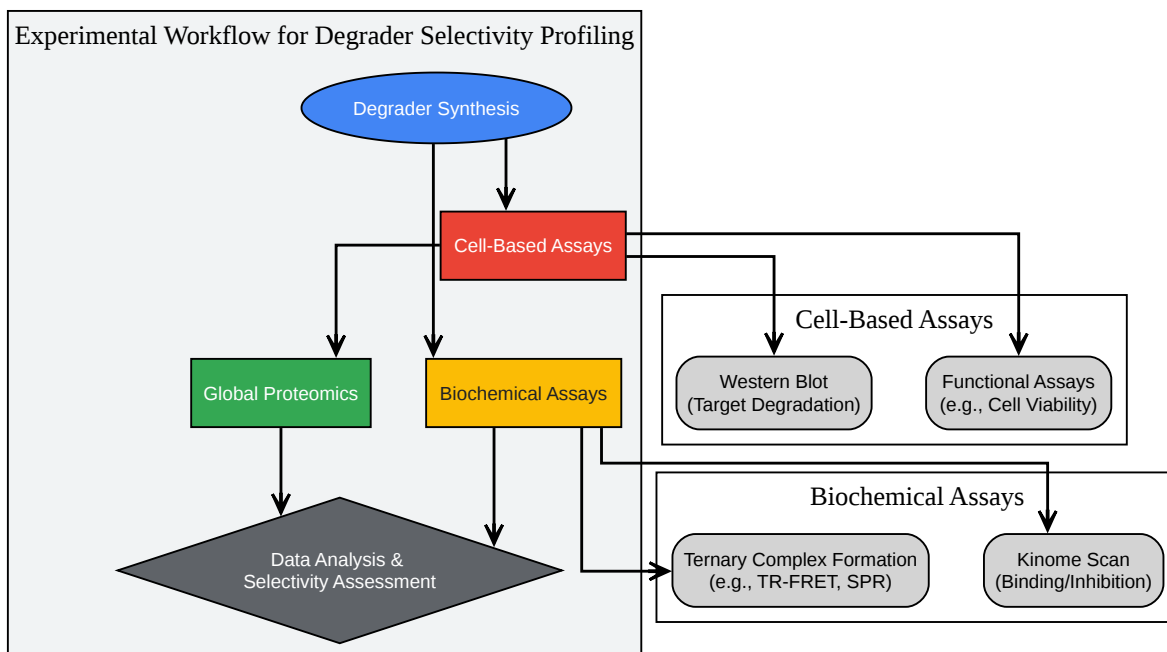 Experimental Workflow for Degrader Selectivity Profiling
Degrader Synthesis
Cell-Based Assays
Cell-Based Assays
Western Blot
(Target Degradation)
Functional Assays
(e.g., Cell Viability)
Global Proteomics
Biochemical Assays
Biochemical Assays
Data Analysis &
Selectivity Assessment
Ternary Complex Formation
(e.g., TR-FRET, SPR)
Kinome Scan
(Binding/Inhibition)